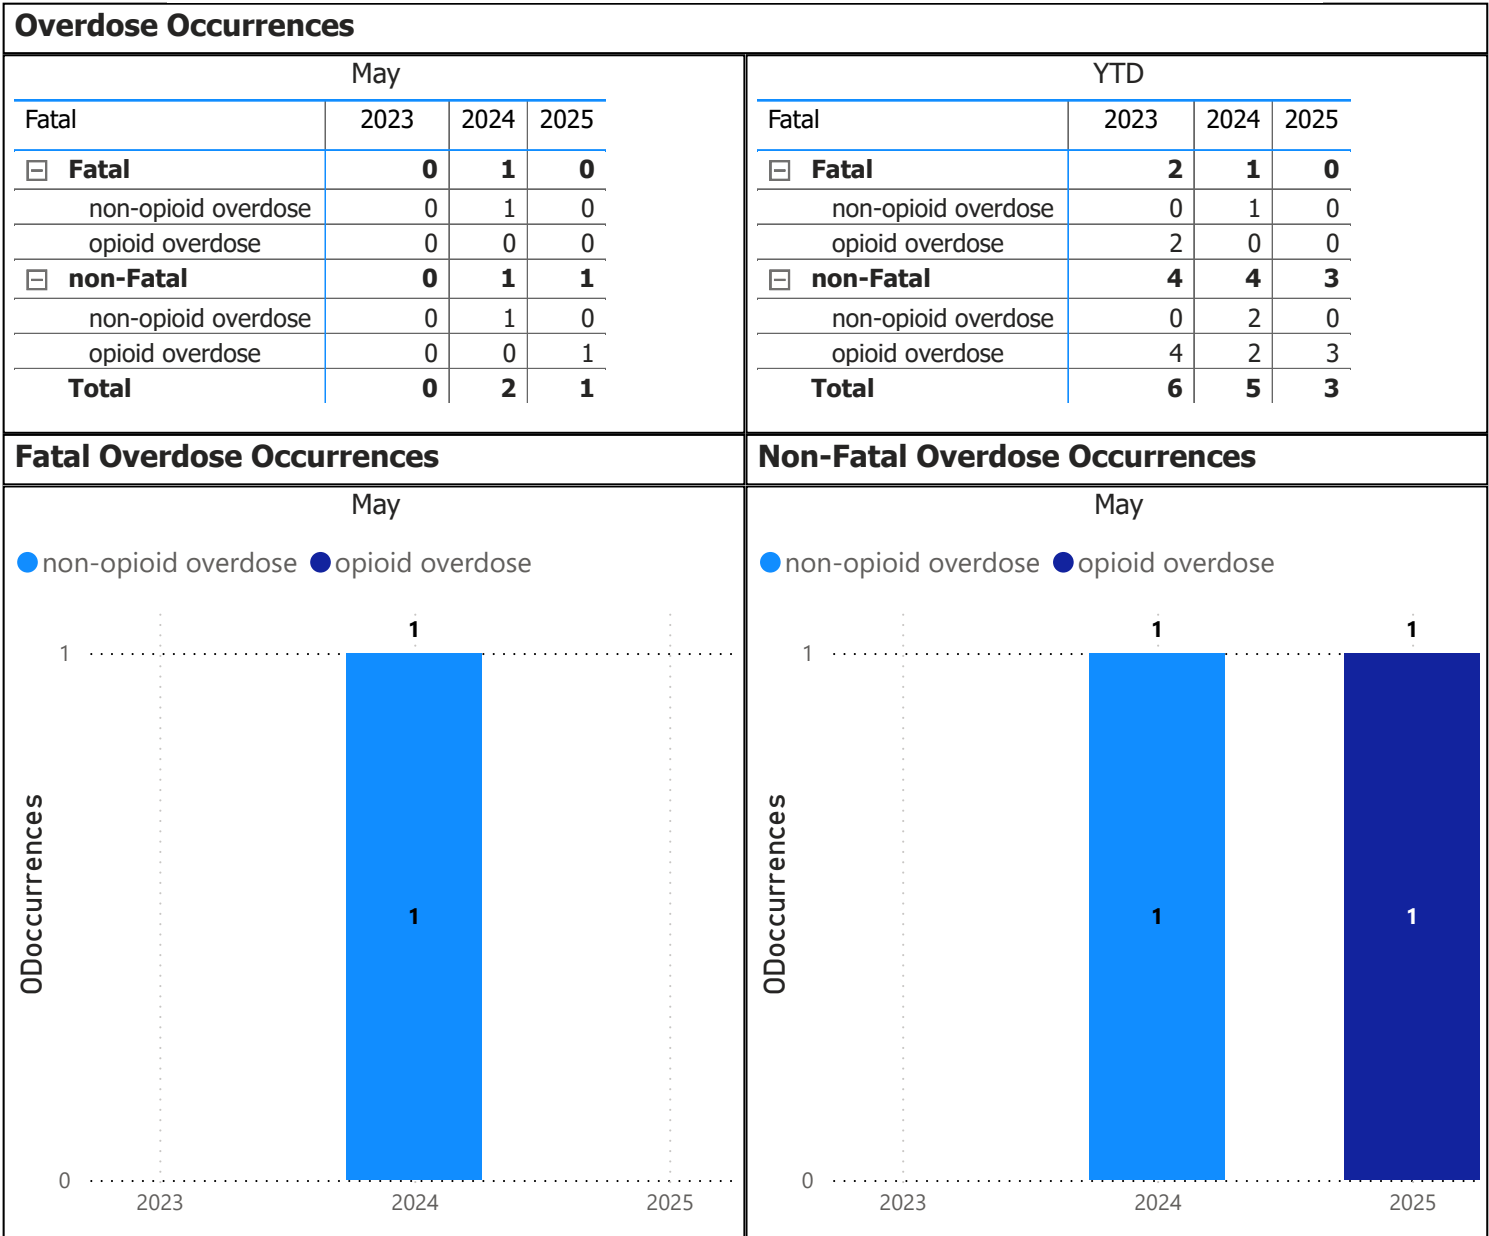 Overdose Occurrences
May
Fatal 2023 2024 2025
Fatal 0 1 0
non-opioid overdose 0 1 0
opioid overdose 0 0 0
non-Fatal 0 1 1
non-opioid overdose 0 1 0
opioid overdose 0 0 1
Total 0 2 1
YTD
Fatal 2023 2024 2025
Fatal 2 1 0
non-opioid overdose 0 1 0
opioid overdose 2 0 0
non-Fatal 4 4 3
non-opioid overdose 0 2 0
opioid overdose 4 2 3
Total 6 5 3
Fatal Overdose Occurrences
May
non-opioid overdose opioid overdose
1
1
ODoccurrences
1
0
2023 2024 2025
Non-Fatal Overdose Occurrences
May
non-opioid overdose opioid overdose
1 1
1
ODoccurrences
1 1
0
2023 2024 2025